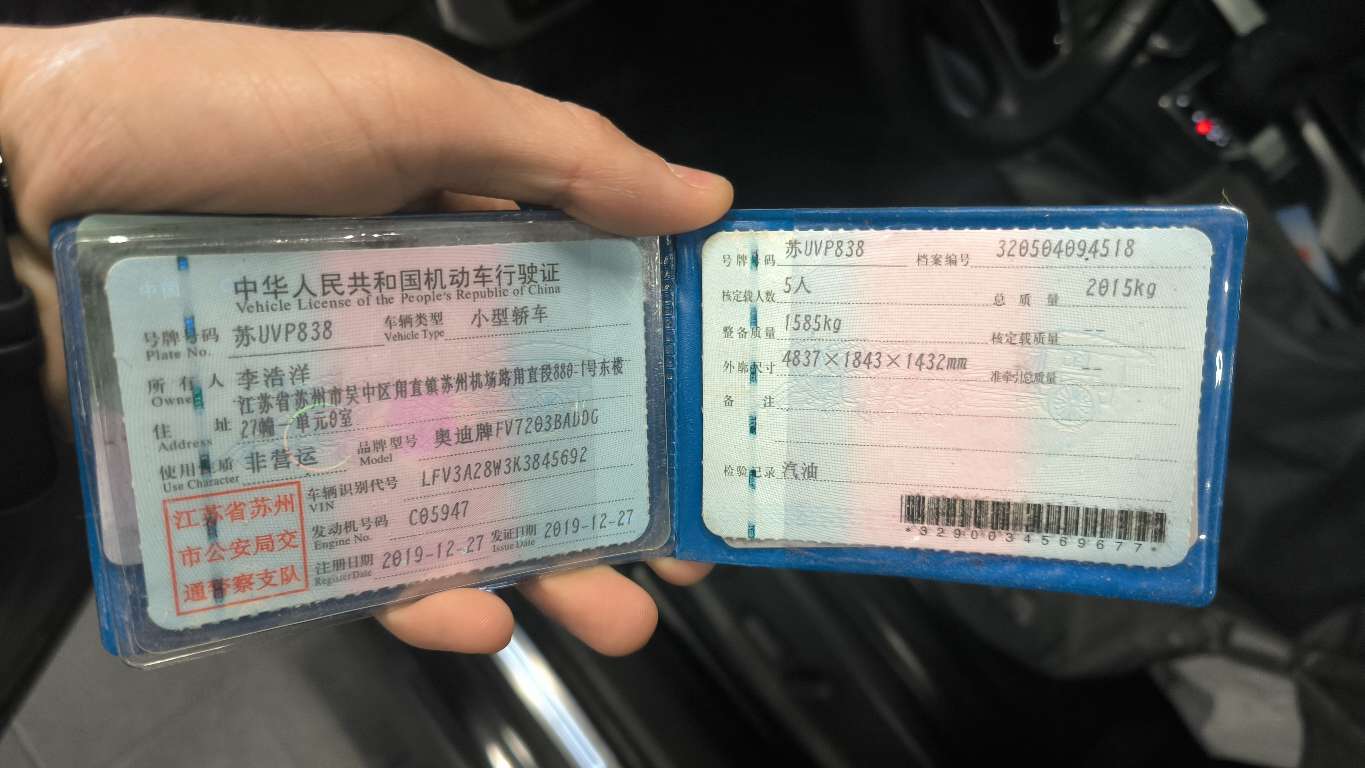 中华人民共和国机动车行驶证
Vehicle License of the People's Republic of China
号牌号码 苏UVP838 车辆类型 小型轿车
Plate No. Vehicle Type
所有人 李浩洋
Owner
江苏省苏州市吴中区甪直镇苏州机场路甪直段880-1号东楼
住址 27幢一单元0室
Address
使用性质 非营运 品牌型号 奥迪牌FV7203BADDG
Use Character Model
车辆识别代号 LFV3A28W3K3845692
VIN
发动机号码 C05947
Engine No.
注册日期 2019-12-27 发证日期 2019-12-27
Register Date Issue Date
江苏省苏州
市公安局交
通警察支队
号牌号码 苏UVP838 档案编号 320504094518
核定载人数 5人 总质量 2015kg
整备质量 1585kg 核定载质量 --
外廓尺寸 4837×1843×1432mm 准牵引总质量 --
备注
检验记录 汽油
*3290034569677*